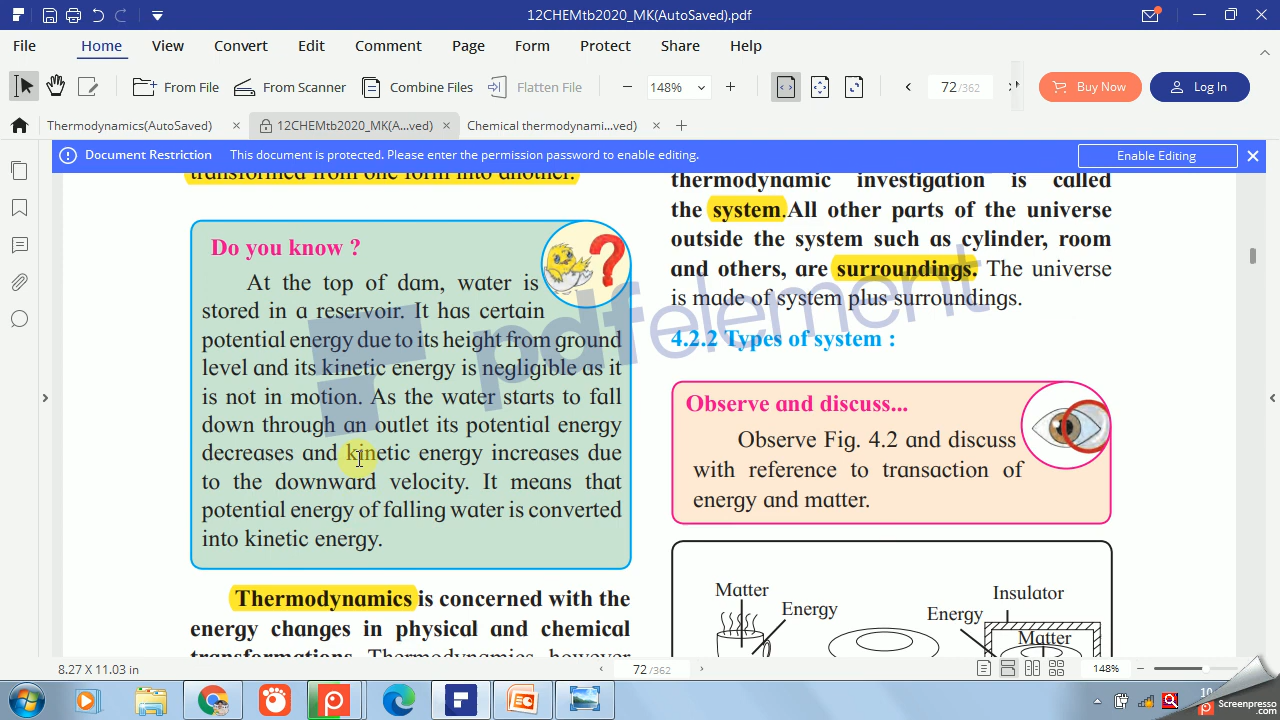 12CHEMtb2020_MK(AutoSaved).pdf
File Home View Convert Edit Comment Page Form Protect Share Help
From File From Scanner Combine Files Flatten File 148% 72/362 Buy Now Log In
Thermodynamics(AutoSaved) 12CHEMtb2020_MK(A...ved) Chemical thermodynami...ved)
Document Restriction This document is protected. Please enter the permission password to enable editing. Enable Editing
transformed from one form into another.
Do you know ?
At the top of dam, water is
stored in a reservoir. It has certain
potential energy due to its height from ground
level and its kinetic energy is negligible as it
is not in motion. As the water starts to fall
down through an outlet its potential energy
decreases and kinetic energy increases due
to the downward velocity. It means that
potential energy of falling water is converted
into kinetic energy.
Thermodynamics is concerned with the
energy changes in physical and chemical
transformations. Thermodynamics however
thermodynamic investigation is called
the system.All other parts of the universe
outside the system such as cylinder, room
and others, are surroundings. The universe
is made of system plus surroundings.
4.2.2 Types of system :
Observe and discuss...
Observe Fig. 4.2 and discuss
with reference to transaction of
energy and matter.
Matter
Energy
Energy
Insulator
Matter
pdfelement
8.27 X 11.03 in 72/362 148%
10
Screenpresso
.com